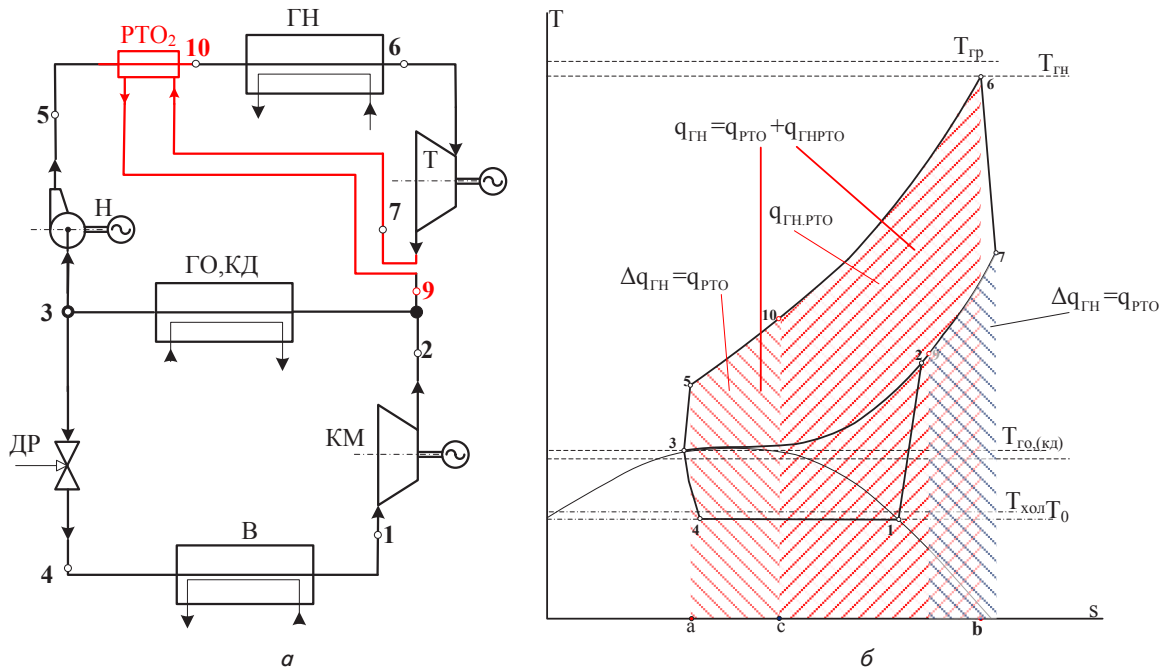 РТО₂
10
ГН
6
5
Т
Н
7
ГО,КД
9
3
2
КМ
ДР
1
В
4
а
T
Tгр
Tгн
6
qГН=qРТО+qГНРТО
qГН.РТО
7
ΔqГН=qРТО
ΔqГН=qРТО
10
2
9
5
Tго,(кд)
3
Tхол
T0
4
1
a
c
b
s
б